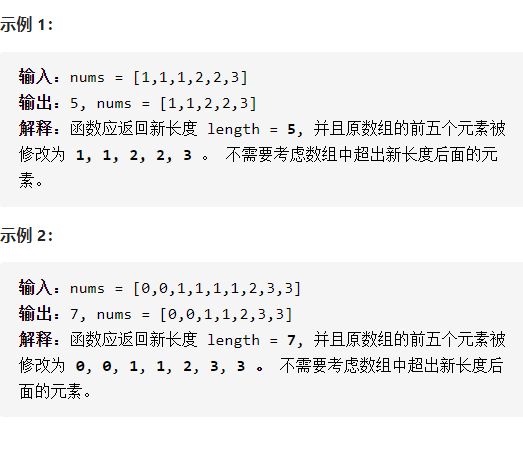 示例 1：
输入：nums = [1,1,1,2,2,3]
输出：5, nums = [1,1,2,2,3]
解释：函数应返回新长度 length = 5, 并且原数组的前五个元素被
修改为 1, 1, 2, 2, 3 。 不需要考虑数组中超出新长度后面的元
素。
示例 2：
输入：nums = [0,0,1,1,1,1,2,3,3]
输出：7, nums = [0,0,1,1,2,3,3]
解释：函数应返回新长度 length = 7, 并且原数组的前五个元素被
修改为 0, 0, 1, 1, 2, 3, 3 。 不需要考虑数组中超出新长度后
面的元素。